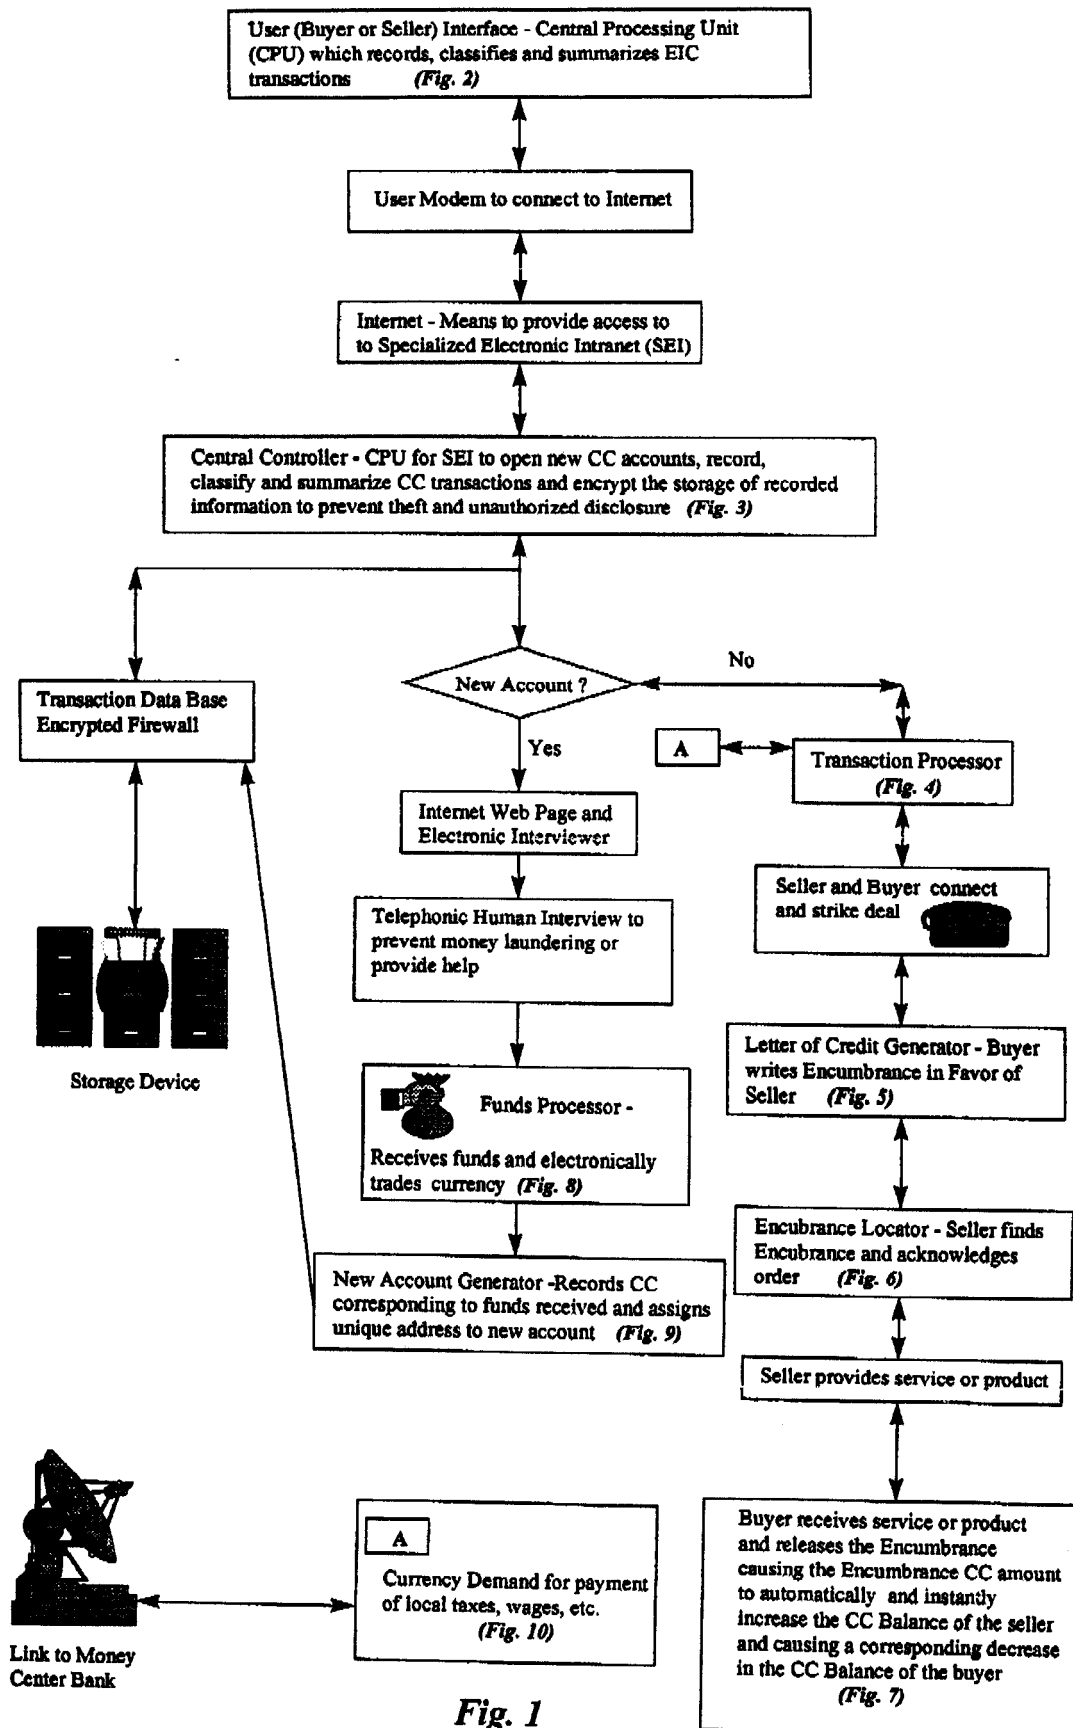 User (Buyer or Seller) Interface - Central Processing Unit
(CPU) which records, classifies and summarizes EIC
transactions (Fig. 2)
User Modem to connect to Internet
Internet - Means to provide access to
to Specialized Electronic Intranet (SEI)
Central Controller - CPU for SEI to open new CC accounts, record,
classify and summarize CC transactions and encrypt the storage of recorded
information to prevent theft and unauthorized disclosure (Fig. 3)
No
New Account ?
Transaction Data Base
Encrypted Firewall
Yes
A
Transaction Processor
(Fig. 4)
Internet Web Page and
Electronic Interviewer
Seller and Buyer connect
and strike deal
Telephonic Human Interview to
prevent money laundering or
provide help
Storage Device
Letter of Credit Generator - Buyer
writes Encumbrance in Favor of
Seller (Fig. 5)
Funds Processor -
Receives funds and electronically
trades currency (Fig. 8)
Encubrance Locator - Seller finds
Encubrance and acknowledges
order (Fig. 6)
New Account Generator -Records CC
corresponding to funds received and assigns
unique address to new account (Fig. 9)
Seller provides service or product
A
Currency Demand for payment
of local taxes, wages, etc.
(Fig. 10)
Link to Money
Center Bank
Buyer receives service or product
and releases the Encumbrance
causing the Encumbrance CC amount
to automatically and instantly
increase the CC Balance of the seller
and causing a corresponding decrease
in the CC Balance of the buyer
(Fig. 7)
Fig. 1